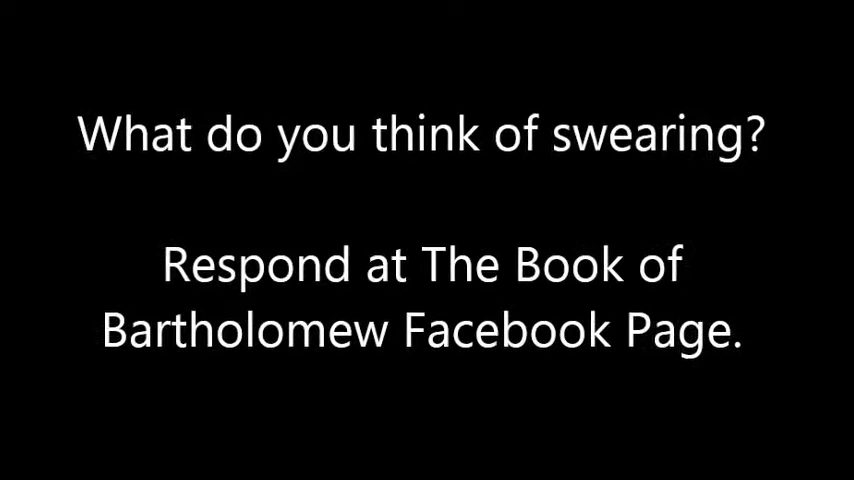 What do you think of swearing?
Respond at The Book of
Bartholomew Facebook Page.